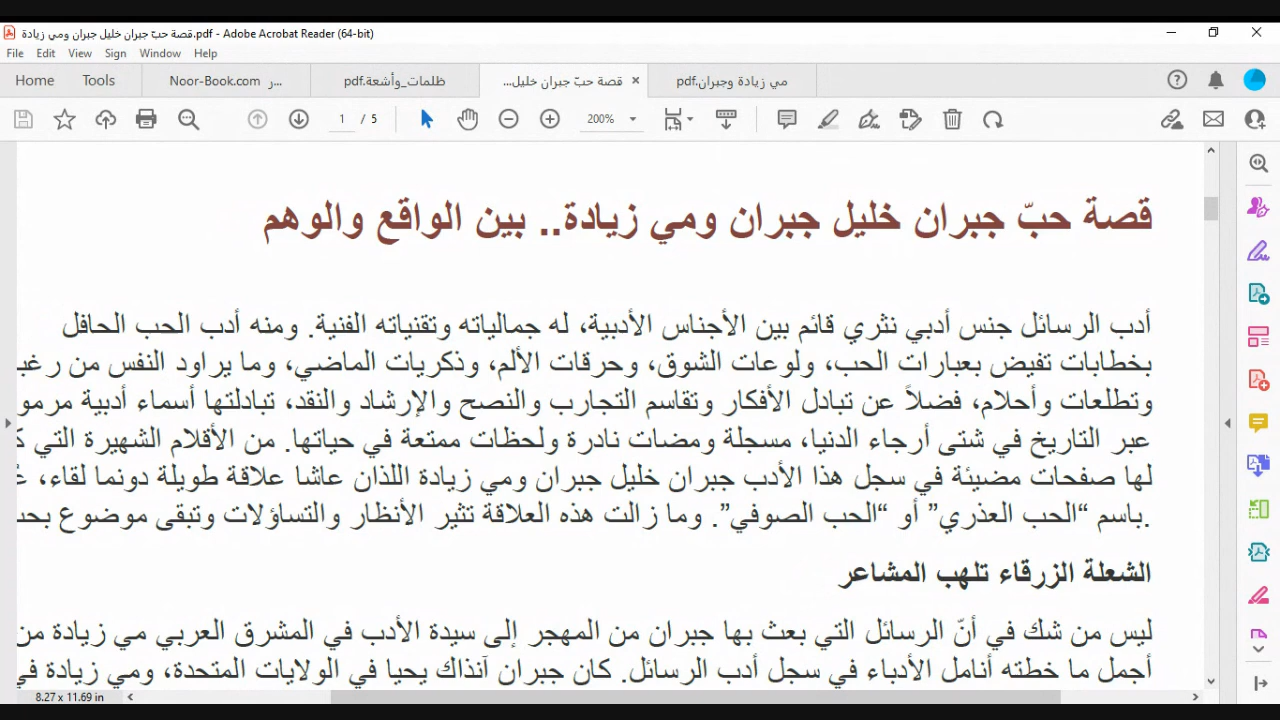 قصة حبّ جبران خليل جبران ومي زيادة.pdf - Adobe Acrobat Reader (64-bit)
File Edit View Sign Window Help
Home Tools Noor-Book.com ر... ظلمات_وأشعة.pdf قصة حبّ جبران خليل... مي زيادة وجبران.pdf
1 / 5 200%
قصة حبّ جبران خليل جبران ومي زيادة.. بين الواقع والوهم
أدب الرسائل جنس أدبي نثري قائم بين الأجناس الأدبية، له جمالياته وتقنياته الفنية. ومنه أدب الحب الحافل
بخطابات تفيض بعبارات الحب، ولوعات الشوق، وحرقات الألم، وذكريات الماضي، وما يراود النفس من
وتطلعات وأحلام، فضلاً عن تبادل الأفكار وتقاسم التجارب والنصح والإرشاد والنقد، تبادلتها أسماء أدبية
عبر التاريخ في شتى أرجاء الدنيا، مسجلة ومضات نادرة ولحظات ممتعة في حياتها. من الأقلام الشهيرة التي
لها صفحات مضيئة في سجل هذا الأدب جبران خليل جبران ومي زيادة اللذان عاشا علاقة طويلة دونما لقاء،
.باسم “الحب العذري” أو “الحب الصوفي”. وما زالت هذه العلاقة تثير الأنظار والتساؤلات وتبقى موضوع
الشعلة الزرقاء تلهب المشاعر
ليس من شك في أنّ الرسائل التي بعث بها جبران من المهجر إلى سيدة الأدب في المشرق العربي مي زيادة من
أجمل ما خطته أنامل الأدباء في سجل أدب الرسائل. كان جبران آنذاك يحيا في الولايات المتحدة، ومي زيادة في
8.27 x 11.69 in